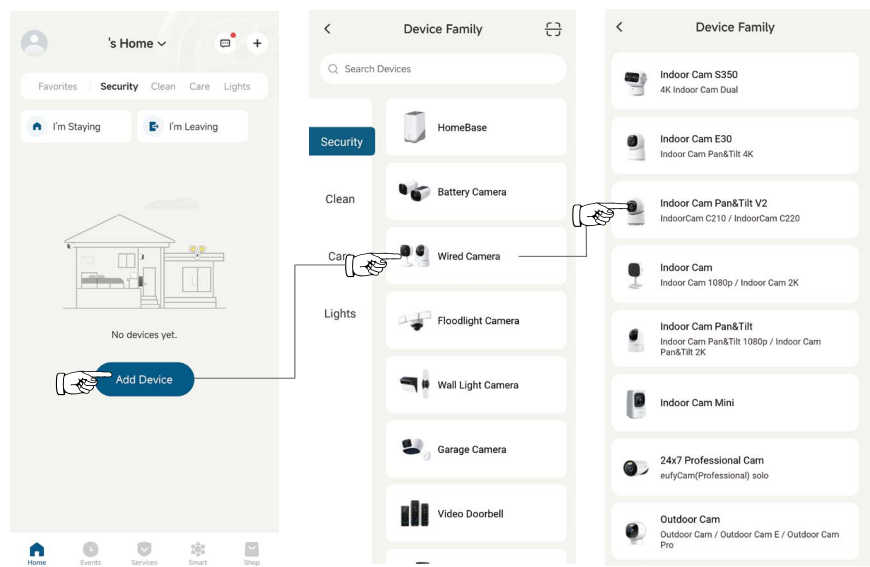 's Home
Favorites Security Clean Care Lights
I'm Staying I'm Leaving
No devices yet.
Add Device
Home Events Services Smart Shop
Device Family
Search Devices
Security
Clean
Lights
HomeBase
Battery Camera
Wired Camera
Floodlight Camera
Wall Light Camera
Garage Camera
Video Doorbell
Device Family
Indoor Cam S350
4K Indoor Cam Dual
Indoor Cam E30
Indoor Cam Pan&Tilt 4K
Indoor Cam Pan&Tilt V2
IndoorCam C210 / IndoorCam C220
Indoor Cam
Indoor Cam 1080p / Indoor Cam 2K
Indoor Cam Pan&Tilt
Indoor Cam Pan&Tilt 1080p / Indoor Cam
Pan&Tilt 2K
Indoor Cam Mini
24x7 Professional Cam
eufyCam(Professional) solo
Outdoor Cam
Outdoor Cam / Outdoor Cam E / Outdoor Cam
Pro